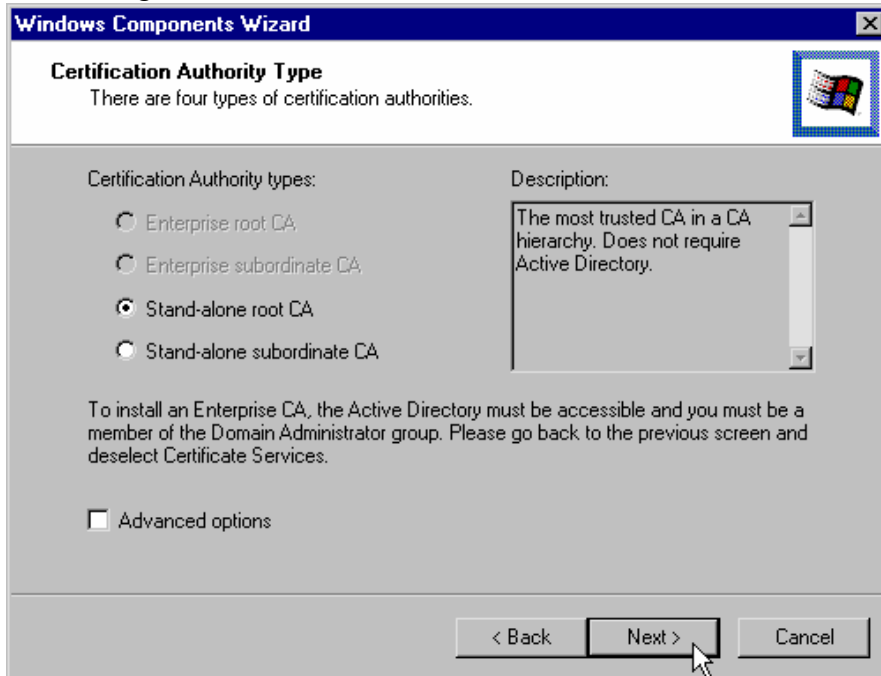 Windows Components Wizard
Certification Authority Type
There are four types of certification authorities.
Certification Authority types:
Enterprise root CA
Enterprise subordinate CA
Stand-alone root CA
Stand-alone subordinate CA
Description:
The most trusted CA in a CA
hierarchy. Does not require
Active Directory.
To install an Enterprise CA, the Active Directory must be accessible and you must be a
member of the Domain Administrator group. Please go back to the previous screen and
deselect Certificate Services.
Advanced options
< Back
Next >
Cancel